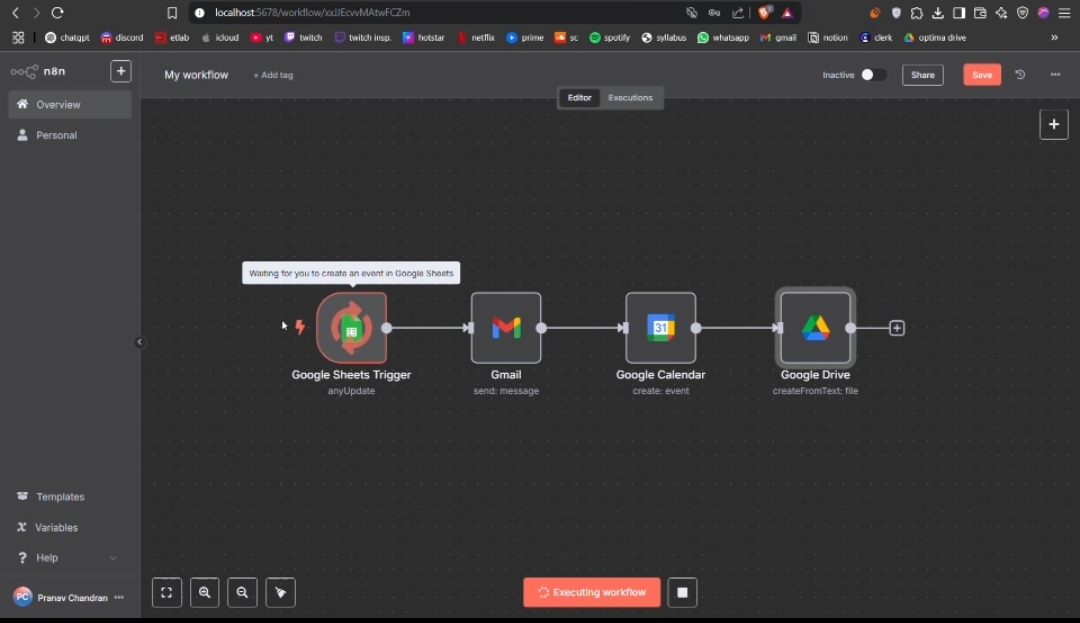 localhost:5678/workflow/xxJJEcvvMAtwFCZm
chatgpt discord etlab icloud yt twitch twitch insp. hotstar netflix prime sc spotify syllabus whatsapp gmail notion clerk optima drive »
n8n
My workflow + Add tag Inactive Share Save
Editor Executions
Overview
Personal
Waiting for you to create an event in Google Sheets
31
Google Sheets Trigger Gmail Google Calendar Google Drive
anyUpdate send: message create: event createFromText: file
Templates
Variables
Help
PC Pranav Chandran
Executing workflow